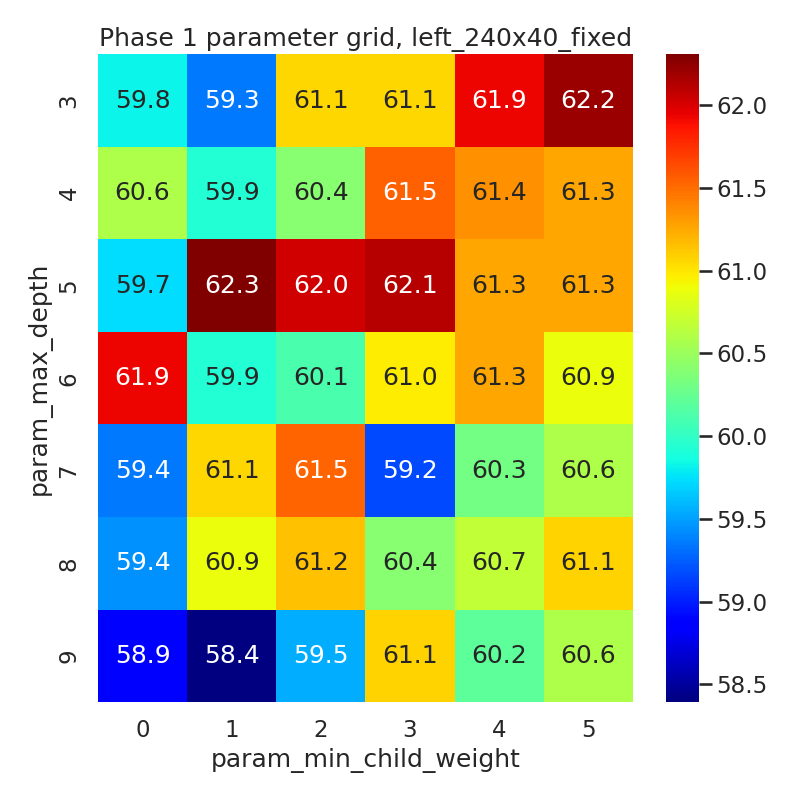 Phase 1 parameter grid, left_240x40_fixed
3 59.8 59.3 61.1 61.1 61.9 62.2
4 60.6 59.9 60.4 61.5 61.4 61.3
5 59.7 62.3 62.0 62.1 61.3 61.3
6 61.9 59.9 60.1 61.0 61.3 60.9
7 59.4 61.1 61.5 59.2 60.3 60.6
8 59.4 60.9 61.2 60.4 60.7 61.1
9 58.9 58.4 59.5 61.1 60.2 60.6
0 1 2 3 4 5
param_min_child_weight
param_max_depth
62.0
61.5
61.0
60.5
60.0
59.5
59.0
58.5